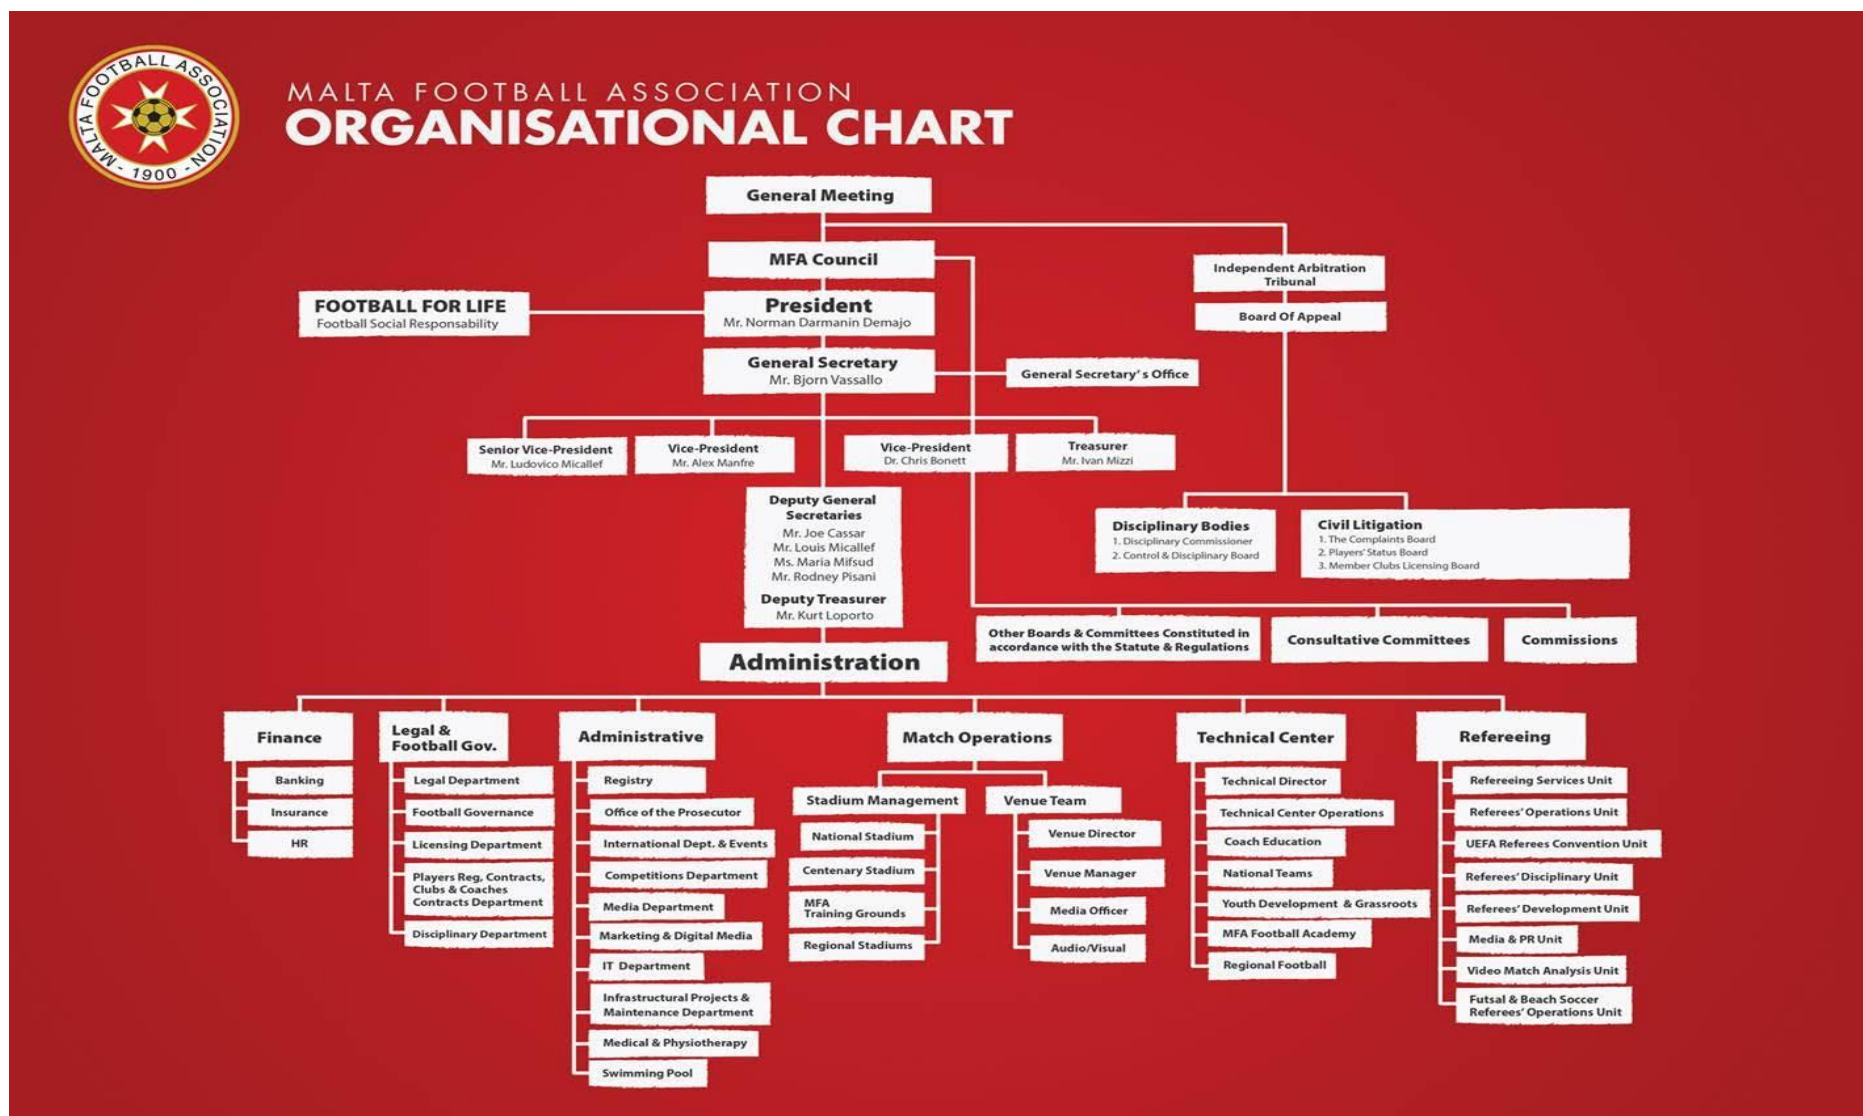 MALTA FOOTBALL ASSOCIATION
- 1900 -
MALTA FOOTBALL ASSOCIATION
ORGANISATIONAL CHART
General Meeting
MFA Council
Independent Arbitration
Tribunal
FOOTBALL FOR LIFE
Football Social Responsability
President
Mr. Norman Darmanin Demajo
Board Of Appeal
General Secretary
Mr. Bjorn Vassallo
General Secretary's Office
Senior Vice-President
Mr. Ludovico Micallef
Vice-President
Mr. Alex Manfre
Vice-President
Dr. Chris Bonett
Treasurer
Mr. Ivan Mizzi
Deputy General
Secretaries
Mr. Joe Cassar
Mr. Louis Micallef
Ms. Maria Mifsud
Mr. Rodney Pisani
Deputy Treasurer
Mr. Kurt Loporto
Disciplinary Bodies
1. Disciplinary Commissioner
2. Control & Disciplinary Board
Civil Litigation
1. The Complaints Board
2. Players' Status Board
3. Member Clubs Licensing Board
Other Boards & Committees Constituted in
accordance with the Statute & Regulations
Consultative Committees
Commissions
Administration
Finance
Banking
Insurance
HR
Legal &
Football Gov.
Legal Department
Football Governance
Licensing Department
Players Reg, Contracts,
Clubs & Coaches
Contracts Department
Disciplinary Department
Administrative
Registry
Office of the Prosecutor
International Dept. & Events
Competitions Department
Media Department
Marketing & Digital Media
IT Department
Infrastructural Projects &
Maintenance Department
Medical & Physiotherapy
Swimming Pool
Match Operations
Stadium Management
National Stadium
Centenary Stadium
MFA
Training Grounds
Regional Stadiums
Venue Team
Venue Director
Venue Manager
Media Officer
Audio/Visual
Technical Center
Technical Director
Technical Center Operations
Coach Education
National Teams
Youth Development & Grassroots
MFA Football Academy
Regional Football
Refereeing
Refereeing Services Unit
Referees' Operations Unit
UEFA Referees Convention Unit
Referees' Disciplinary Unit
Referees' Development Unit
Media & PR Unit
Video Match Analysis Unit
Futsal & Beach Soccer
Referees' Operations Unit